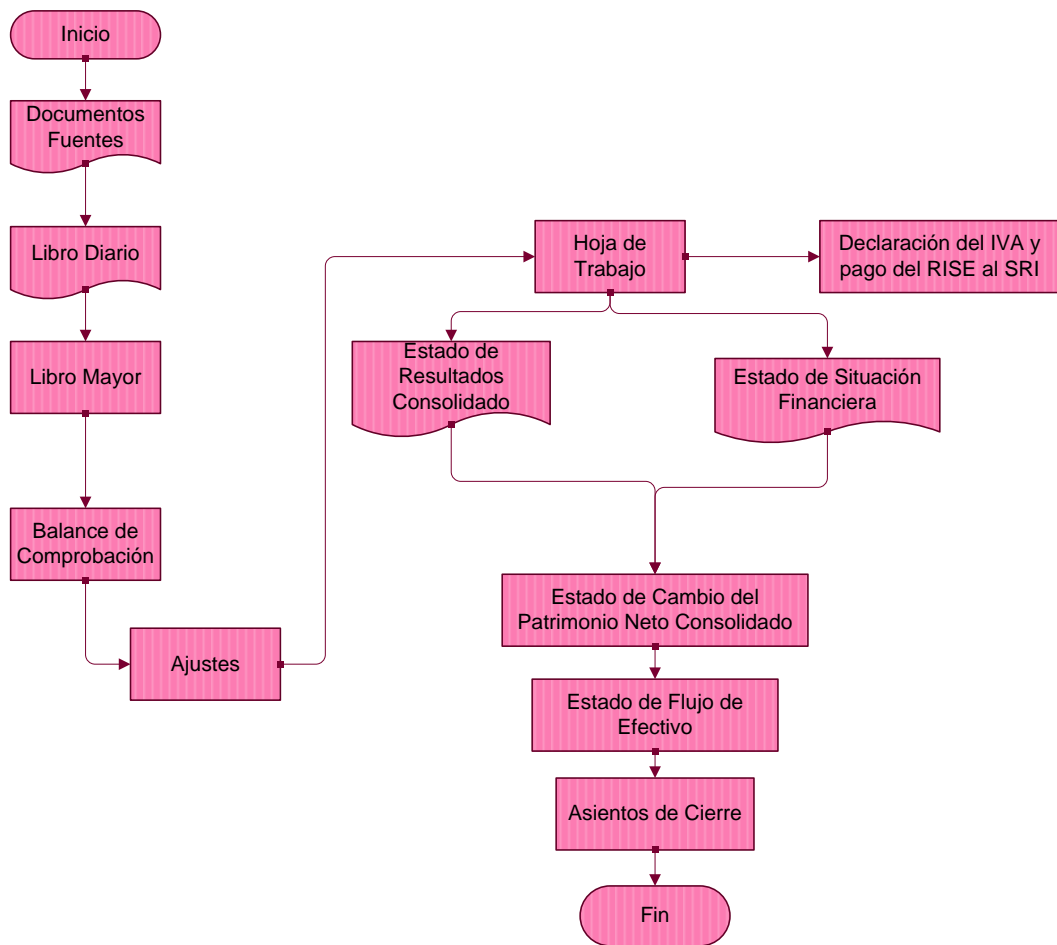 Inicio
Documentos
Fuentes
Libro Diario
Libro Mayor
Balance de
Comprobación
Ajustes
Hoja de
Trabajo
Declaración del IVA y
pago del RISE al SRI
Estado de
Resultados
Consolidado
Estado de Situación
Financiera
Estado de Cambio del
Patrimonio Neto Consolidado
Estado de Flujo de
Efectivo
Asientos de Cierre
Fin